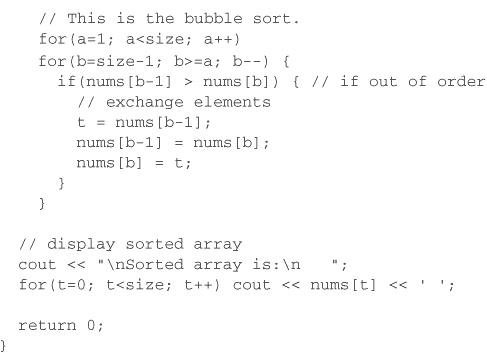 // This is the bubble sort.
for(a=1; a<size; a++)
for(b=size-1; b>=a; b--) {
if(nums[b-1] > nums[b]) { // if out of order
// exchange elements
t = nums[b-1];
nums[b-1] = nums[b];
nums[b] = t;
}
}
// display sorted array
cout << "\nSorted array is:\n   ";
for(t=0; t<size; t++) cout << nums[t] << ' ';
return 0;
}